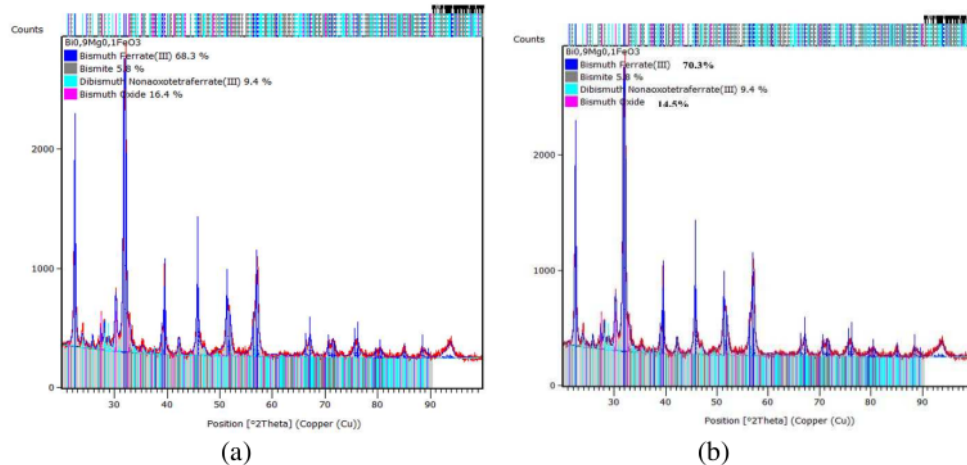 Counts
Bi0,9Mg0,1FeO3
Bismuth Ferrate(III) 68.3 %
Bismite 5.8 %
Dibismuth Nonaoxotetraferrate(III) 9.4 %
Bismuth Oxide 16.4 %
2000
1000
0
30 40 50 60 70 80 90
Position [°2Theta] (Copper (Cu))
(a)
Counts
Bi0,9Mg0,1FeO3
Bismuth Ferrate(III) 70.3%
Bismite 5.8 %
Dibismuth Nonaoxotetraferrate(III) 9.4 %
Bismuth Oxide 14.5%
2000
1000
0
30 40 50 60 70 80 90
Position [°2Theta] (Copper (Cu))
(b)